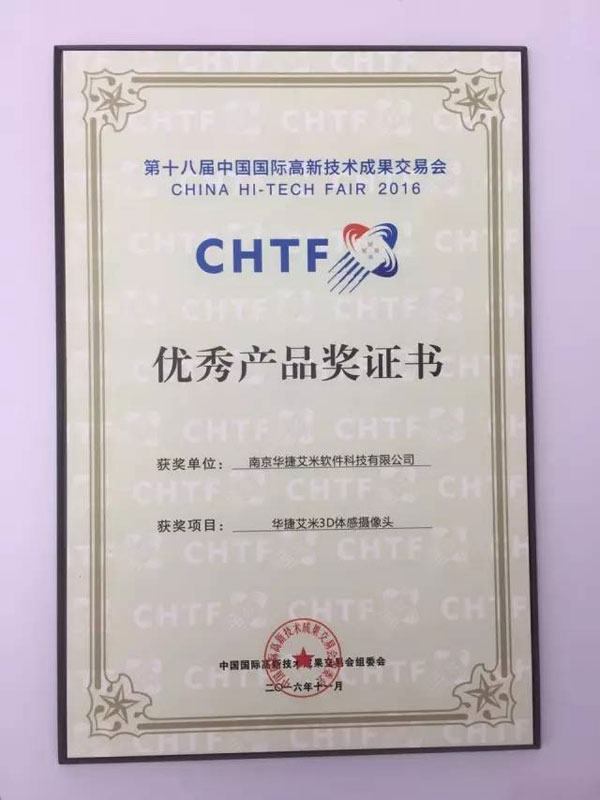 第十八届中国国际高新技术成果交易会
CHINA HI-TECH FAIR 2016
CHTF
优秀产品奖证书
获奖单位：南京华捷艾米软件科技有限公司
获奖项目：华捷艾米3D体感摄像头
中国国际高新技术成果交易会组委会
二〇一六年十一月